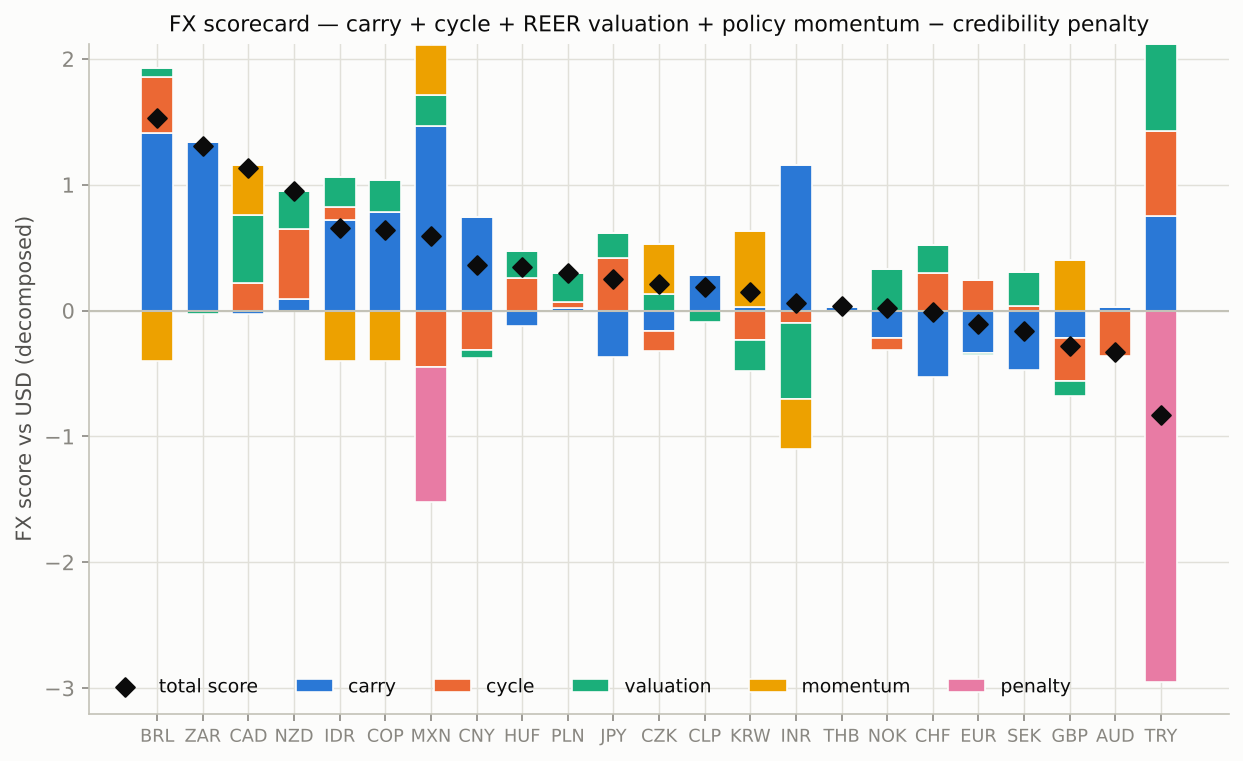 FX scorecard — carry + cycle + REER valuation + policy momentum − credibility penalty
FX score vs USD (decomposed)
2
1
0
−1
−2
−3
total score carry cycle valuation momentum penalty
BRL ZAR CAD NZD IDR COP MXN CNY HUF PLN JPY CZK CLP KRW INR THB NOK CHF EUR SEK GBP AUD TRY